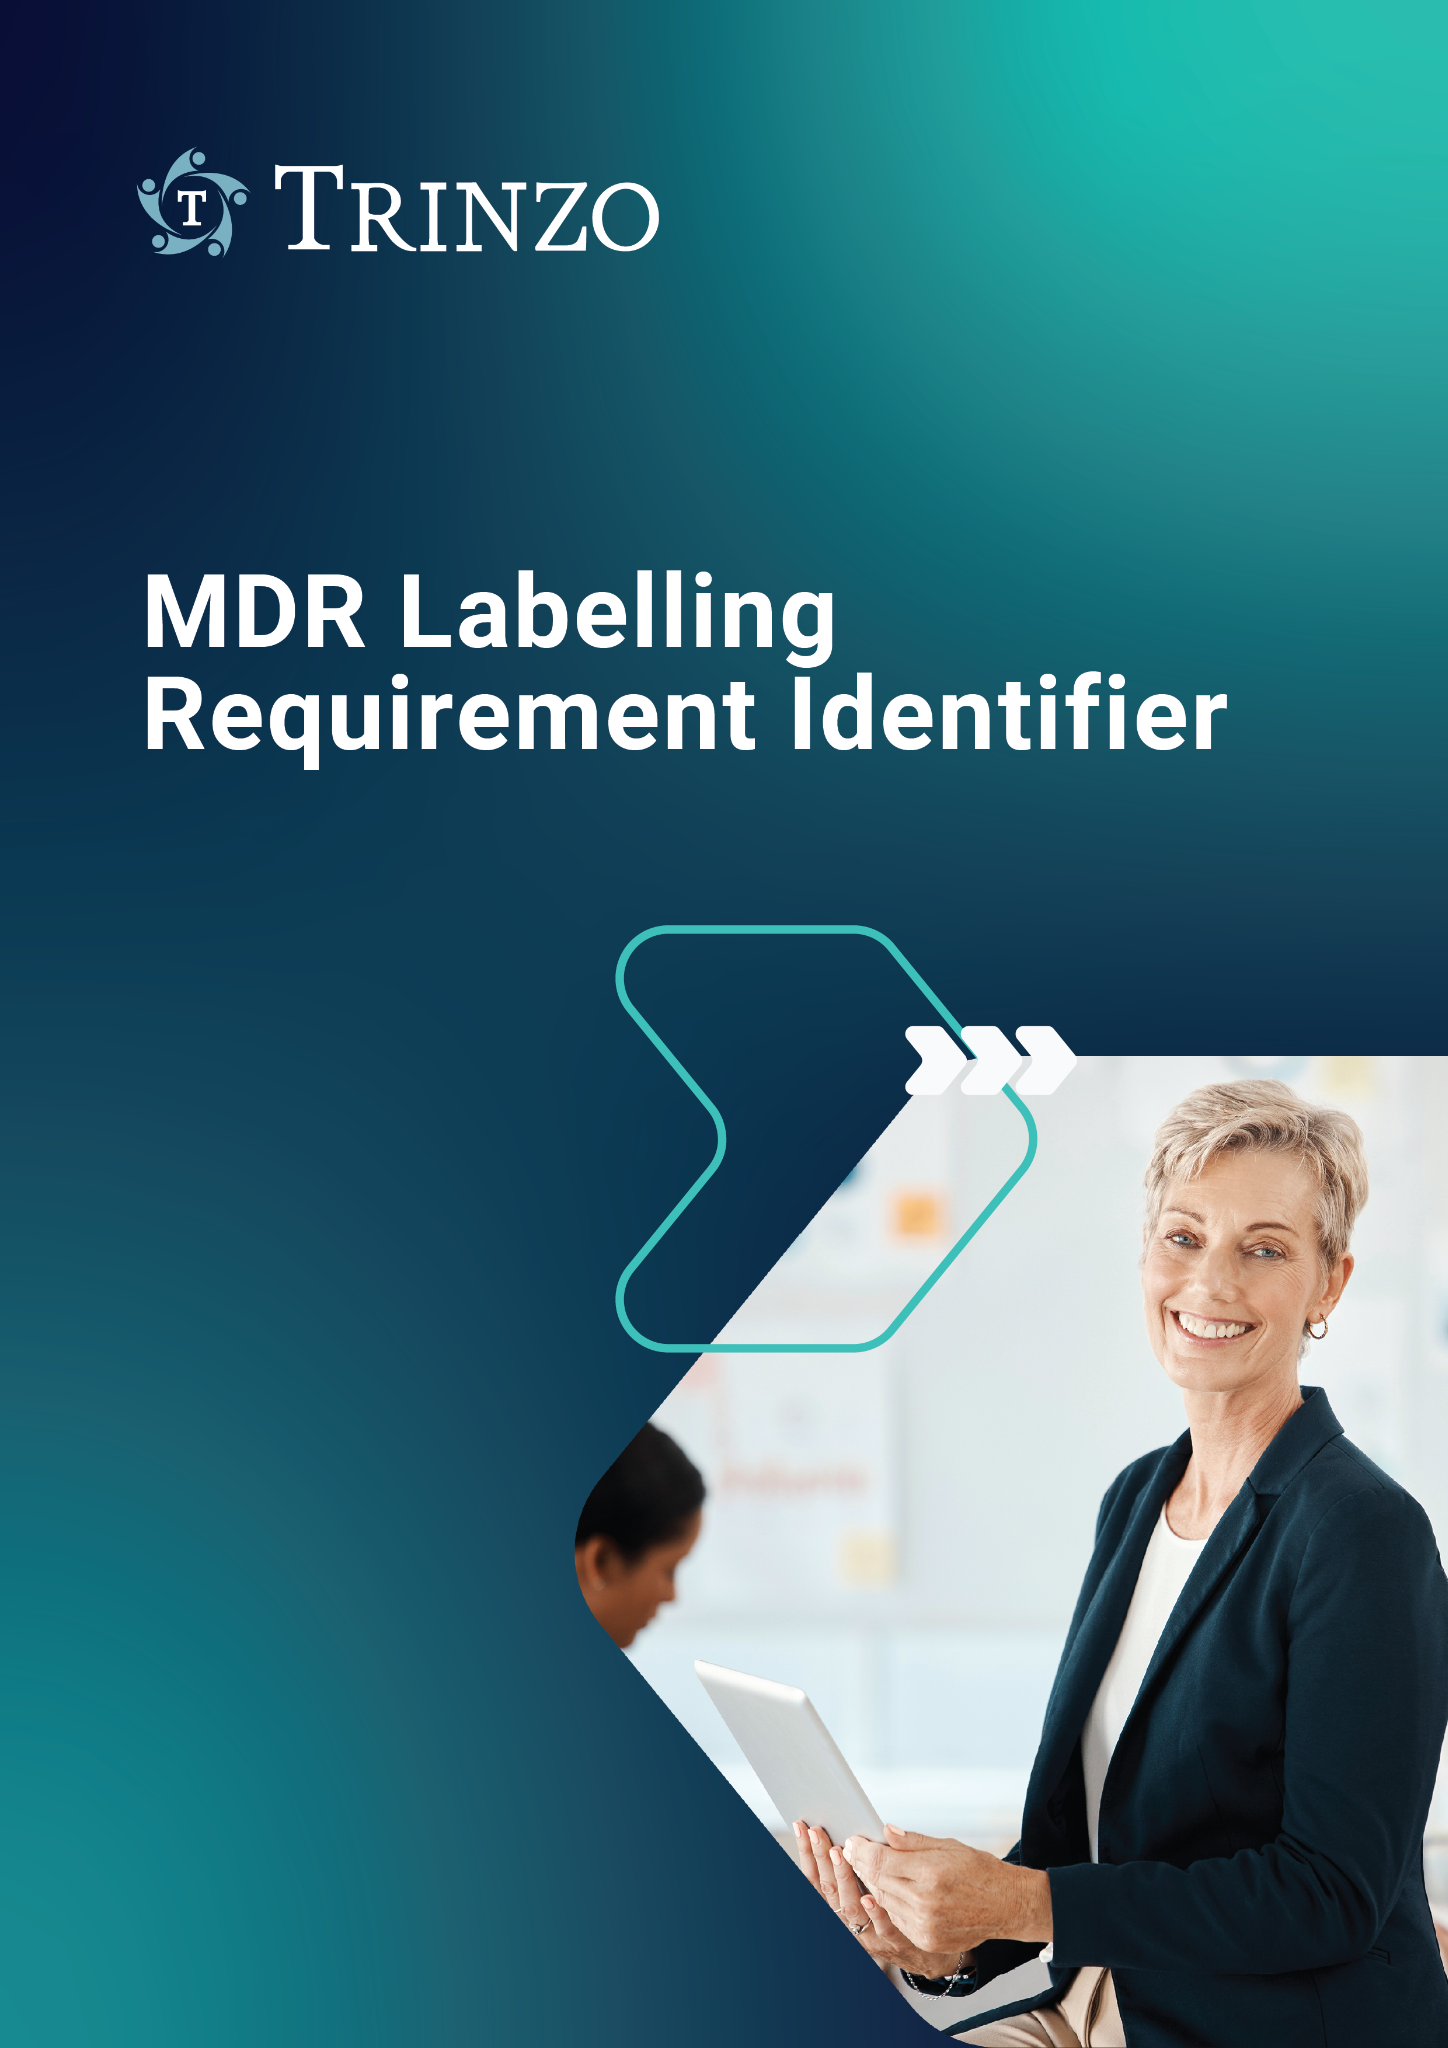 T TRINZO
MDR Labelling
Requirement Identifier